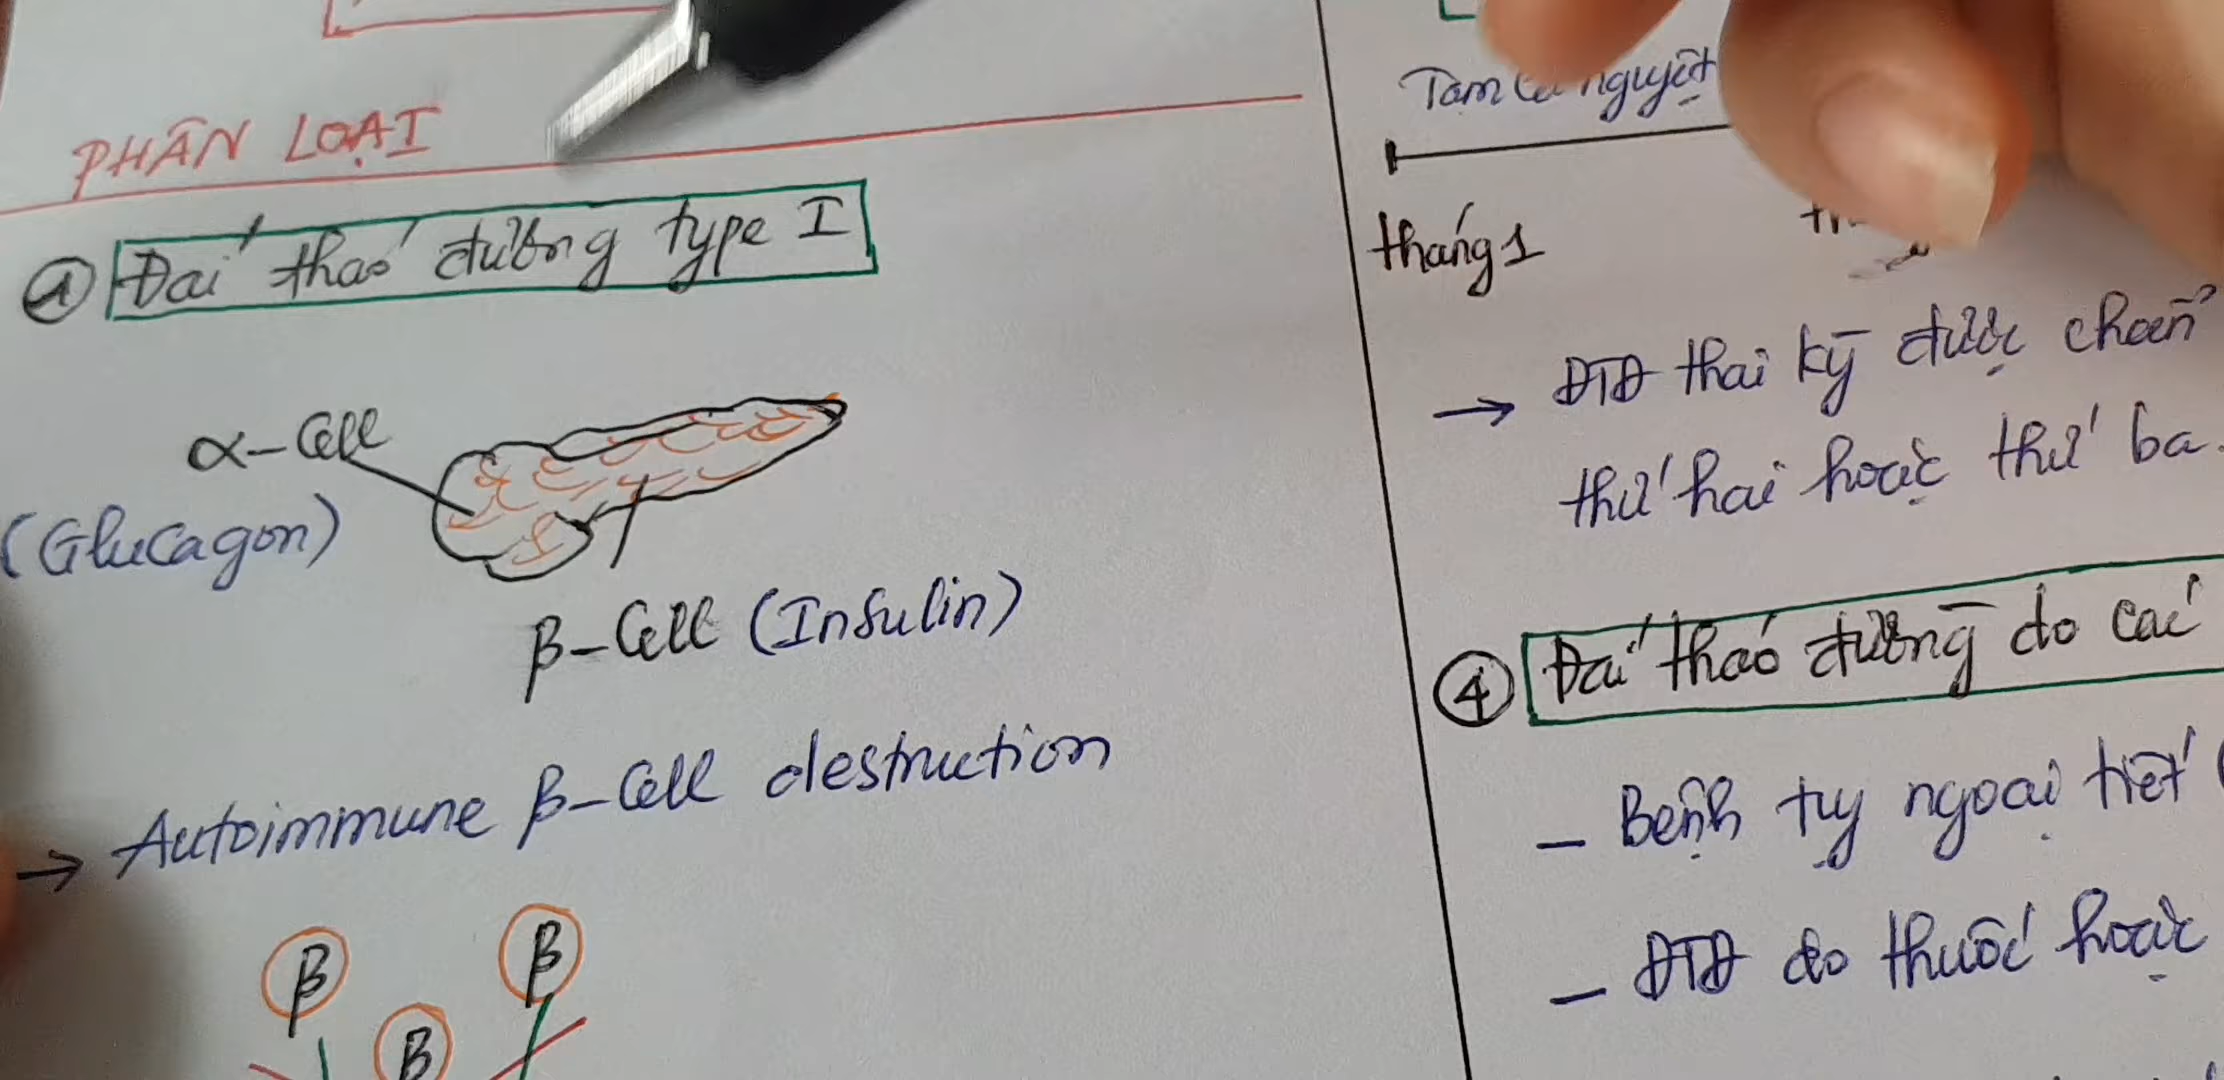 PHÂN LOẠI
① Đái tháo đường type I
α-Cell
(Glucagon)
β-Cell (Insulin)
→ Autoimmune β-Cell destruction
β
β
β
Tam cá nguyệt
tháng 1
→ ĐTĐ thai kỳ được chẩn
thứ hai hoặc thứ ba.
④ Đái tháo đường do các
- Bệnh tụy ngoại tiết (
- ĐTĐ do thuốc hoặc